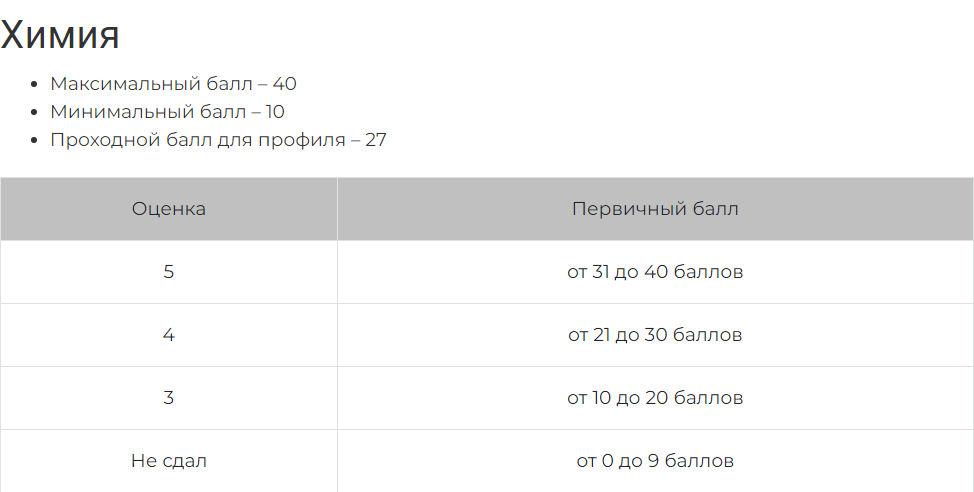 Химия
Максимальный балл – 40
Минимальный балл – 10
Проходной балл для профиля – 27
Оценка Первичный балл
5 от 31 до 40 баллов
4 от 21 до 30 баллов
3 от 10 до 20 баллов
Не сдал от 0 до 9 баллов